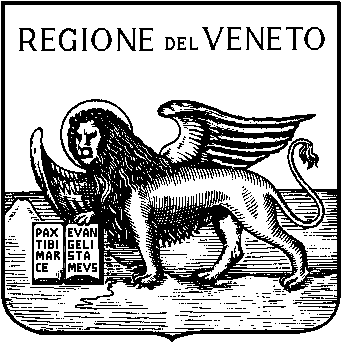 REGIONE DEL VENETO
PAX
TIBI
MAR
CE
EVAN
GELI
STA
MEVS